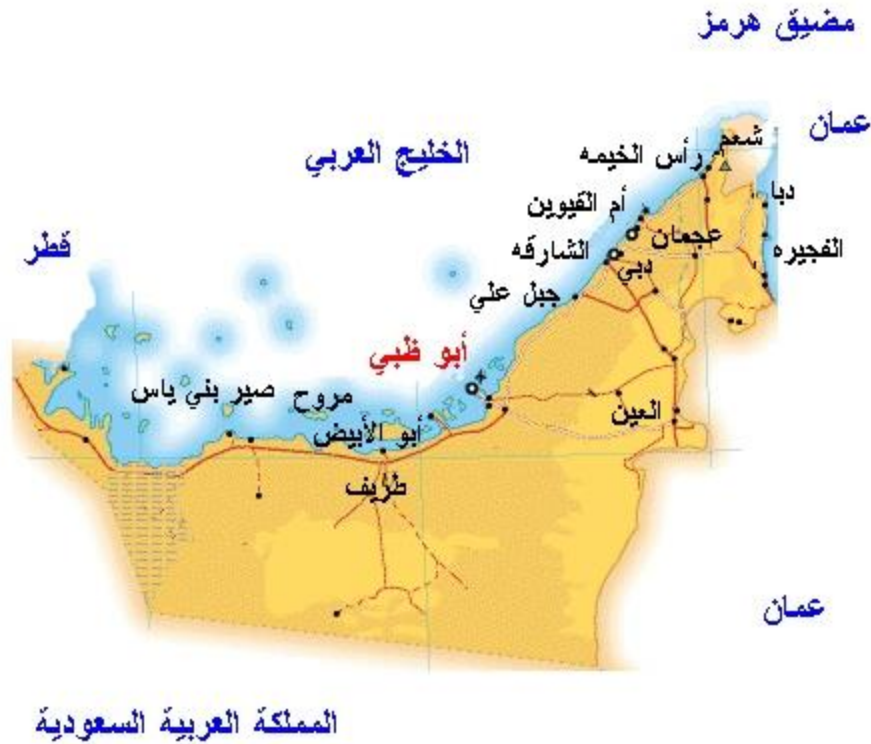 مضيق هرمز
عمان
شعم
الخليج العربي
رأس الخيمه
دبا
أم القيوين
قطر
عجمان
الفجيره
الشارقه
دبي
جبل علي
أبو ظبي
صير بني ياس
مروح
العين
أبو الأبيض
طريف
عمان
المملكة العربية السعودية